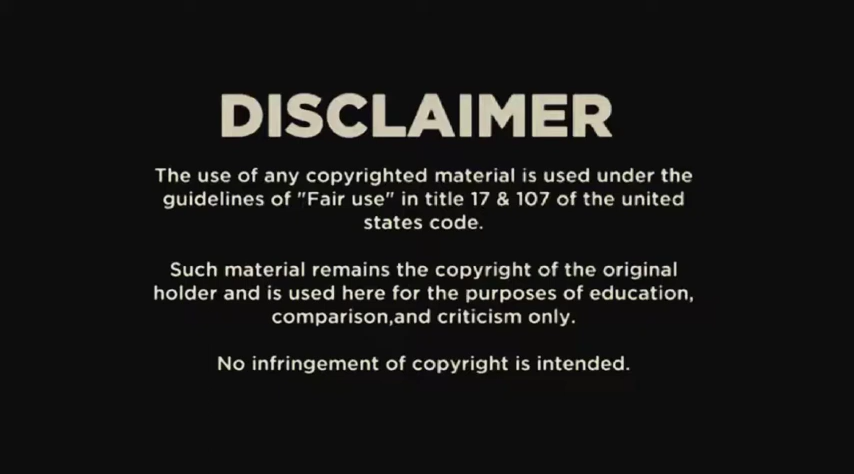 DISCLAIMER
The use of any copyrighted material is used under the
guidelines of "Fair use" in title 17 & 107 of the united
states code.
Such material remains the copyright of the original
holder and is used here for the purposes of education,
comparison,and criticism only.
No infringement of copyright is intended.